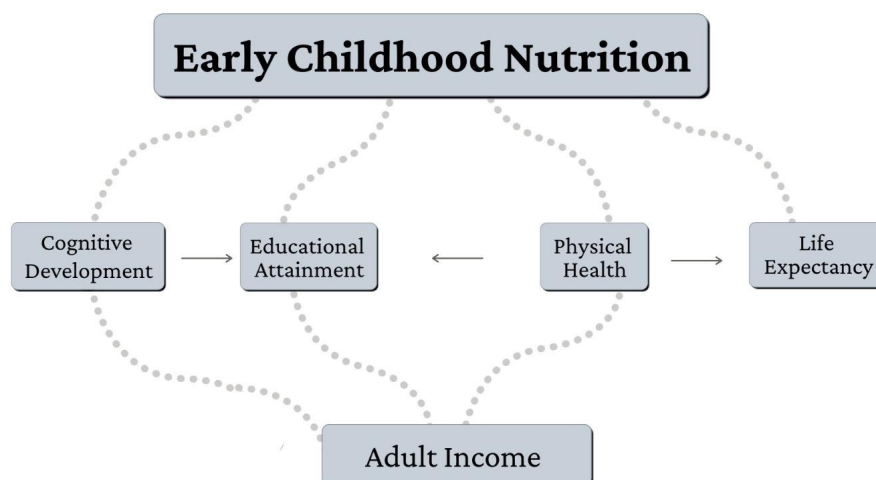 Early Childhood Nutrition
Cognitive
Development
Educational
Attainment
Physical
Health
Life
Expectancy
Adult Income